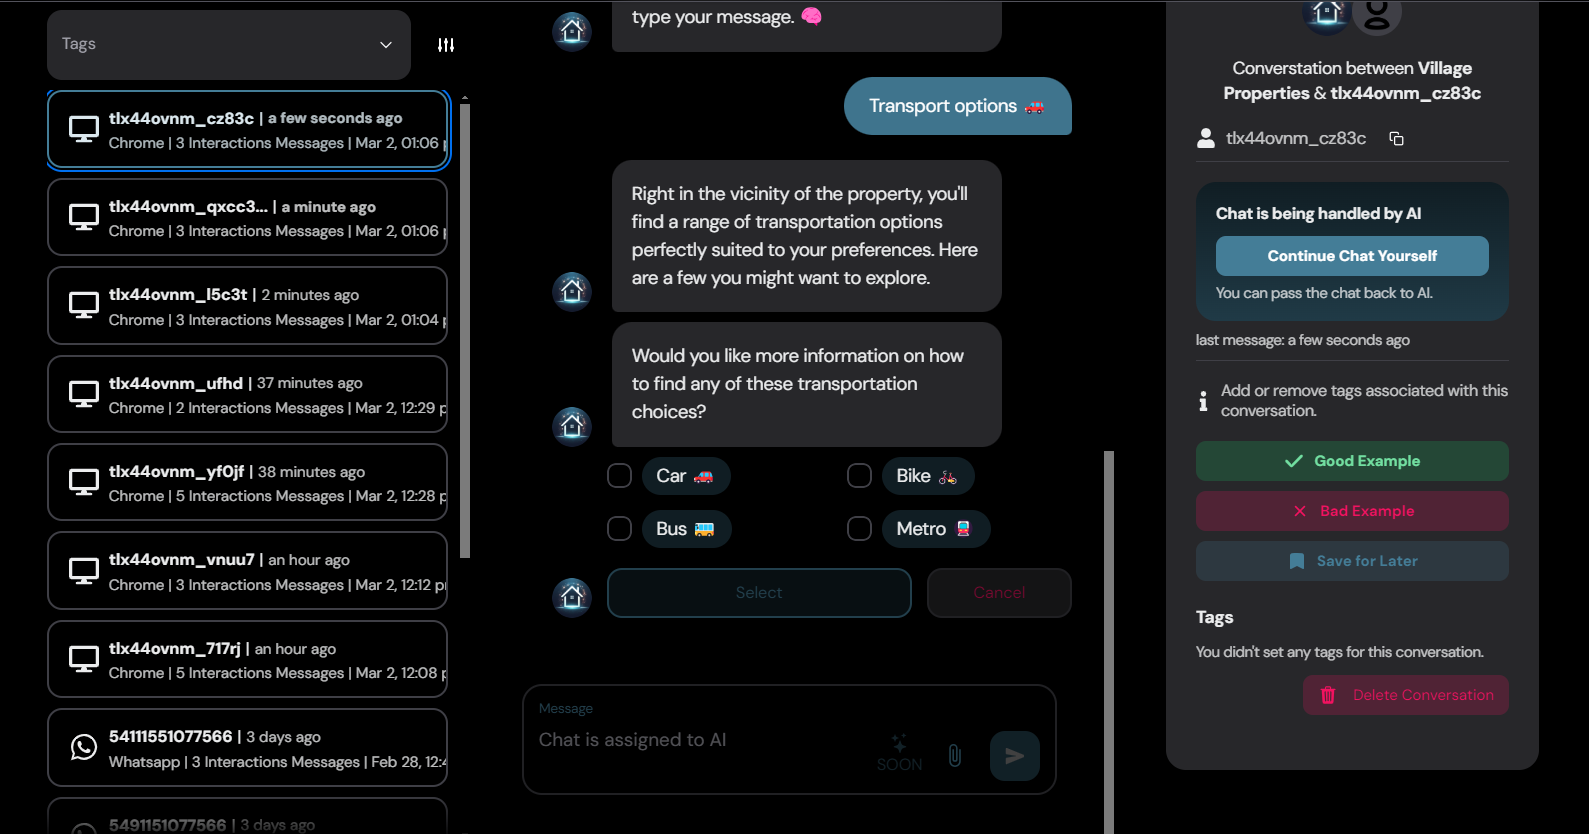 Tags
tlx44ovnm_cz83c | a few seconds ago
Chrome | 3 Interactions Messages | Mar 2, 01:06
tlx44ovnm_qxcc3... | a minute ago
Chrome | 3 Interactions Messages | Mar 2, 01:06
tlx44ovnm_l5c3t | 2 minutes ago
Chrome | 3 Interactions Messages | Mar 2, 01:04
tlx44ovnm_ufhd | 37 minutes ago
Chrome | 2 Interactions Messages | Mar 2, 12:29
tlx44ovnm_yf0jf | 38 minutes ago
Chrome | 5 Interactions Messages | Mar 2, 12:28
tlx44ovnm_vnuu7 | an hour ago
Chrome | 3 Interactions Messages | Mar 2, 12:12
tlx44ovnm_717rj | an hour ago
Chrome | 5 Interactions Messages | Mar 2, 12:08
54111551077566 | 3 days ago
Whatsapp | 3 Interactions Messages | Feb 28, 12:4
5491151077566 | 3 days ago
type your message. 🧠
Transport options 🚗
Right in the vicinity of the property, you'll
find a range of transportation options
perfectly suited to your preferences. Here
are a few you might want to explore.
Would you like more information on how
to find any of these transportation
choices?
Car 🚗
Bike 🚲
Bus 🚌
Metro 🚇
Select
Cancel
Message
Chat is assigned to AI
SOON
Converstation between Village
Properties & tlx44ovnm_cz83c
tlx44ovnm_cz83c
Chat is being handled by AI
Continue Chat Yourself
You can pass the chat back to AI.
last message: a few seconds ago
Add or remove tags associated with this
conversation.
Good Example
Bad Example
Save for Later
Tags
You didn't set any tags for this conversation.
Delete Conversation